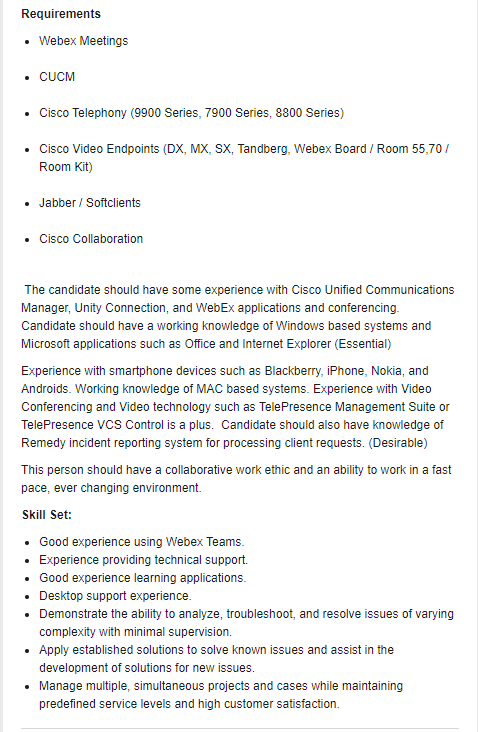 Requirements
• Webex Meetings
• CUCM
• Cisco Telephony (9900 Series, 7900 Series, 8800 Series)
• Cisco Video Endpoints (DX, MX, SX, Tandberg, Webex Board / Room 55,70 /
Room Kit)
• Jabber / Softclients
• Cisco Collaboration
The candidate should have some experience with Cisco Unified Communications
Manager, Unity Connection, and WebEx applications and conferencing.
Candidate should have a working knowledge of Windows based systems and
Microsoft applications such as Office and Internet Explorer (Essential)
Experience with smartphone devices such as Blackberry, iPhone, Nokia, and
Androids. Working knowledge of MAC based systems. Experience with Video
Conferencing and Video technology such as TelePresence Management Suite or
TelePresence VCS Control is a plus.  Candidate should also have knowledge of
Remedy incident reporting system for processing client requests. (Desirable)
This person should have a collaborative work ethic and an ability to work in a fast
pace, ever changing environment.
Skill Set:
• Good experience using Webex Teams.
• Experience providing technical support.
• Good experience learning applications.
• Desktop support experience.
• Demonstrate the ability to analyze, troubleshoot, and resolve issues of varying
complexity with minimal supervision.
• Apply established solutions to solve known issues and assist in the
development of solutions for new issues.
• Manage multiple, simultaneous projects and cases while maintaining
predefined service levels and high customer satisfaction.